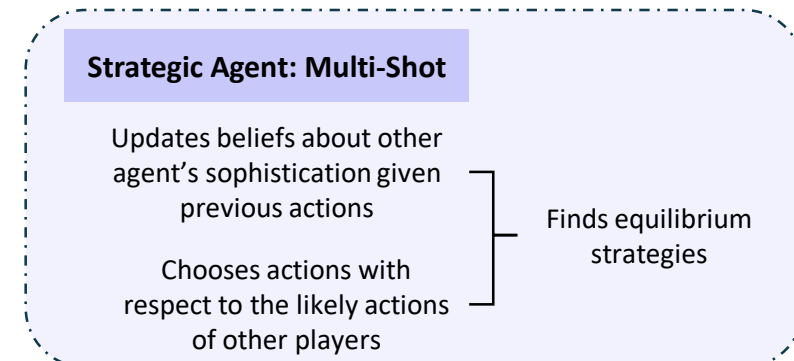 Strategic Agent: Multi-Shot
Updates beliefs about other
agent’s sophistication given
previous actions
Chooses actions with
respect to the likely actions
of other players
Finds equilibrium
strategies